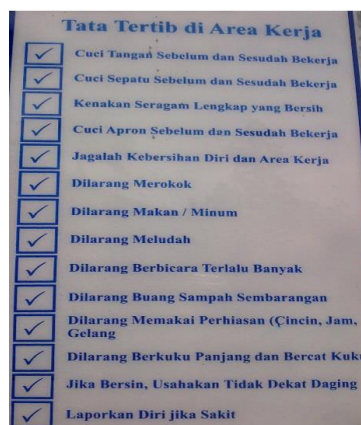 Tata Tertib di Area Kerja
Cuci Tangan Sebelum dan Sesudah Bekerja
Cuci Sepatu Sebelum dan Sesudah Bekerja
Kenakan Seragam Lengkap yang Bersih
Cuci Apron Sebelum dan Sesudah Bekerja
Jagalah Kebersihan Diri dan Area Kerja
Dilarang Merokok
Dilarang Makan / Minum
Dilarang Meludah
Dilarang Berbicara Terlalu Banyak
Dilarang Buang Sampah Sembarangan
Dilarang Memakai Perhiasan (Cincin, Jam,
Gelang
Dilarang Berkuku Panjang dan Bercat Kuku
Jika Bersin, Usahakan Tidak Dekat Daging
Laporkan Diri jika Sakit